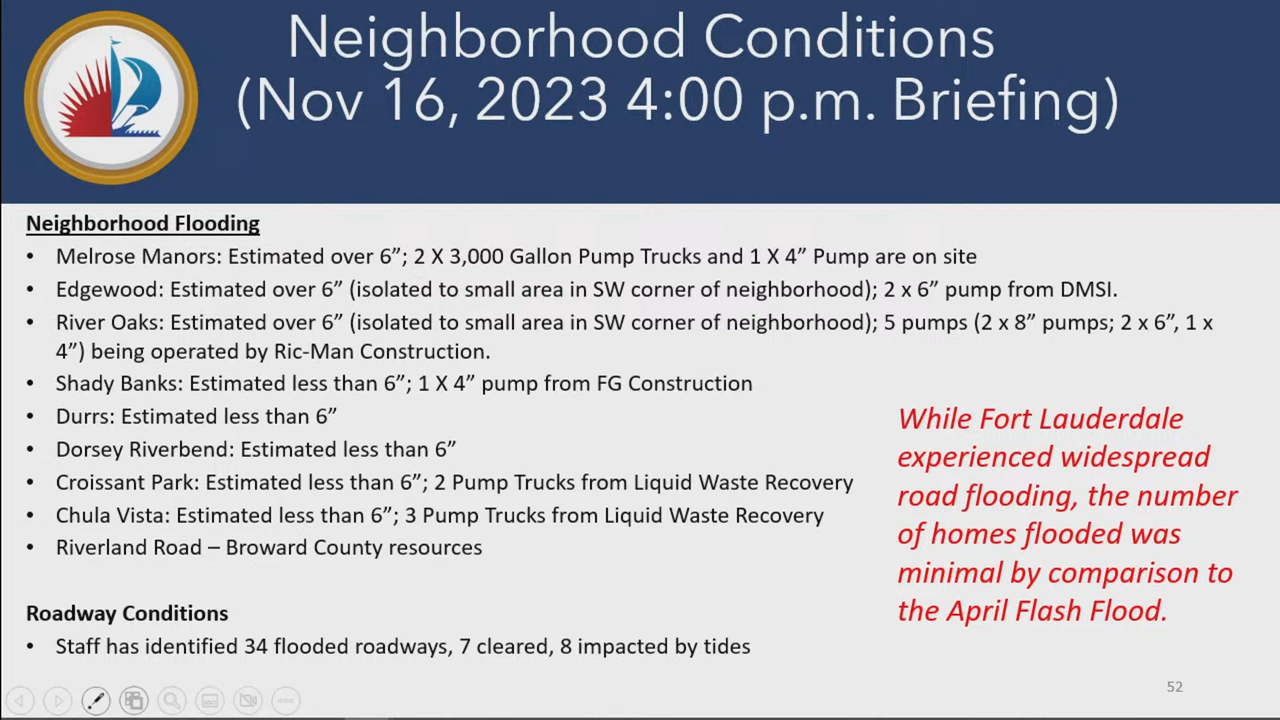 Neighborhood Conditions
(Nov 16, 2023 4:00 p.m. Briefing)
Neighborhood Flooding
• Melrose Manors: Estimated over 6”; 2 X 3,000 Gallon Pump Trucks and 1 X 4” Pump are on site
• Edgewood: Estimated over 6” (isolated to small area in SW corner of neighborhood); 2 x 6” pump from DMSI.
• River Oaks: Estimated over 6” (isolated to small area in SW corner of neighborhood); 5 pumps (2 x 8” pumps; 2 x 6”, 1 x
4”) being operated by Ric-Man Construction.
• Shady Banks: Estimated less than 6”; 1 X 4” pump from FG Construction
• Durrs: Estimated less than 6”
• Dorsey Riverbend: Estimated less than 6”
• Croissant Park: Estimated less than 6”; 2 Pump Trucks from Liquid Waste Recovery
• Chula Vista: Estimated less than 6”; 3 Pump Trucks from Liquid Waste Recovery
• Riverland Road – Broward County resources
Roadway Conditions
• Staff has identified 34 flooded roadways, 7 cleared, 8 impacted by tides
While Fort Lauderdale
experienced widespread
road flooding, the number
of homes flooded was
minimal by comparison to
the April Flash Flood.
52